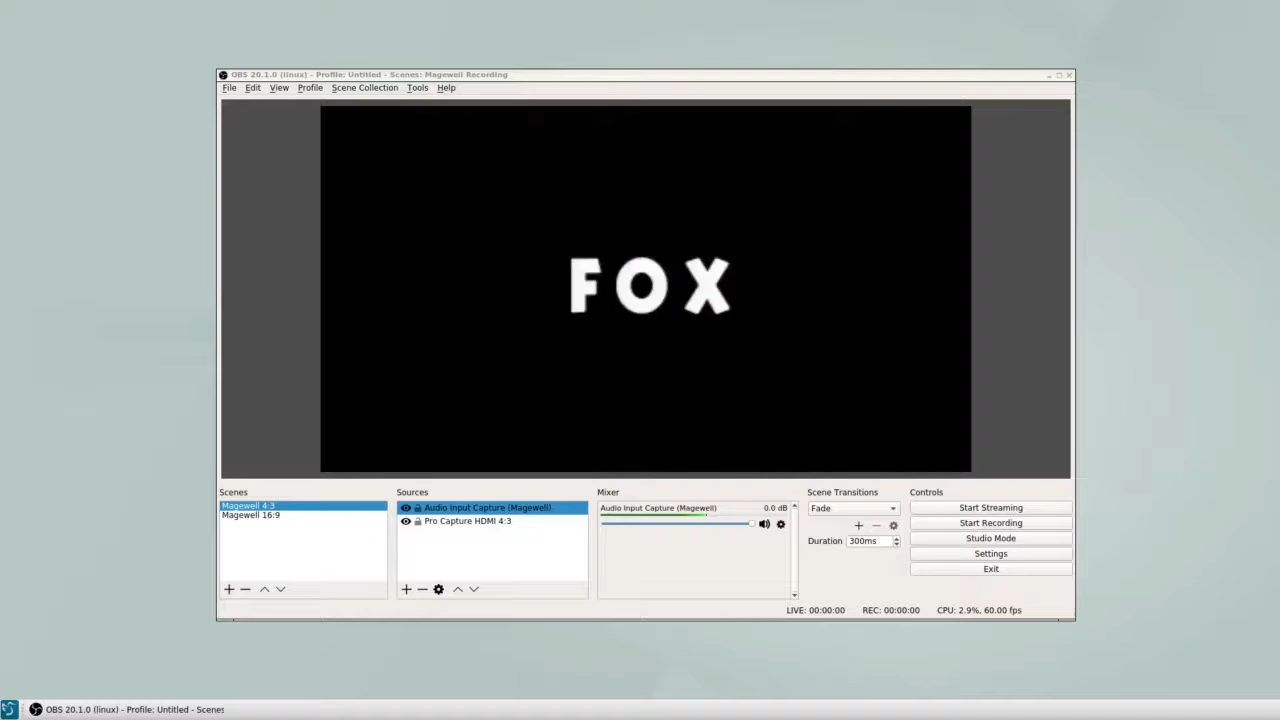 OBS 20.1.0 (linux) - Profile: Untitled - Scenes: Magewell Recording
File Edit View Profile Scene Collection Tools Help
FOX
Scenes Sources Mixer Scene Transitions Controls
Magewell 4:3
Magewell 16:9
Audio Input Capture (Magewell)
Pro Capture HDMI 4:3
Audio Input Capture (Magewell) 0.0 dB
Fade
Duration 300ms
Start Streaming
Start Recording
Studio Mode
Settings
Exit
LIVE: 00:00:00 REC: 00:00:00 CPU: 2.9%, 60.00 fps
OBS 20.1.0 (linux) - Profile: Untitled - Scenes